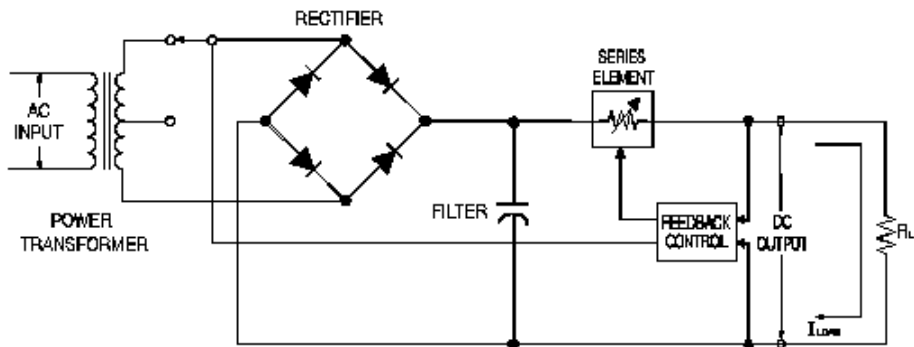 RECTIFIER
SERIES
ELEMENT
AC
INPUT
FILTER
POWER
TRANSFORMER
FEEDBACK
CONTROL
DC
OUTPUT
RL
ILOAD